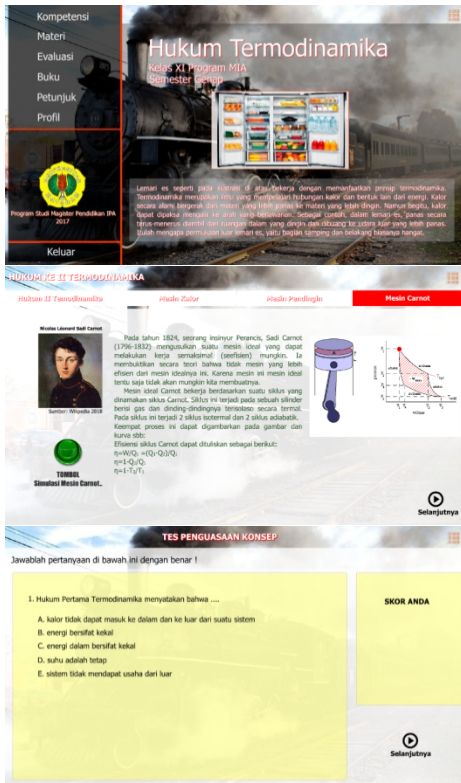 Kompetensi
Materi
Evaluasi
Buku
Petunjuk
Profil
Program Studi Magister Pendidikan IPA
2017
Keluar
Hukum Termodinamika
Kelas XI Program MIA
Semester Genap
Lemari es seperti pada ilustrasi di atas bekerja dengan memanfaatkan prinsip termodinamika.
Termodinamika merupakan ilmu yang mempelajari hubungan kalor dan bentuk lain dari energi. Kalor
secara alami bergerak dari materi yang lebih panas ke materi yang lebih dingin. Namun begitu, kalor
dapat dipaksa mengalir ke arah yang berlawanan. Sebagai contoh, dalam lemari es, panas secara
terus-menerus diambil dari ruangan dalam yang dingin dan dibuang ke udara luar yang lebih panas.
Itulah mengapa permukaan luar lemari es, yaitu bagian samping dan belakang biasanya hangat.
HUKUM KE II TERMODINAMIKA
Hukum II Termodinamika
Mesin Kalor
Mesin Pendingin
Mesin Carnot
Nicolas Léonard Sadi Carnot
Sumber: Wikipedia 2018
TOMBOL
Simulasi Mesin Carnot..
Pada tahun 1824, seorang insinyur Perancis, Sadi Carnot
(1796-1832) mengusulkan suatu mesin ideal yang dapat
melakukan kerja semaksimal (seefisien) mungkin. Ia
membuktikan secara teori bahwa tidak mesin yang lebih
efisien dari mesin idealnya ini. Karena mesin ini mesin ideal
tentu saja tidak akan mungkin kita membuatnya.
Mesin ideal Carnot bekerja berdasarkan suatu siklus yang
dinamakan siklus Carnot. Siklus ini terjadi pada sebuah silinder
berisi gas dan dinding-dindingnya terisolaso secara termal.
Pada siklus ini terjadi 2 siklus isotermal dan 2 siklus adiabatik.
Keempat proses ini dapat digambarkan pada gambar dan
kurva sbb:
Efisiensi siklus Carnot dapat dituliskan sebagai berikut:
η=W/Q₁ =(Q₁-Q₂)/Q₁
η=1-Q₂/Q₁
η=1-T₂/T₁
Selanjutnya
TES PENGUASAAN KONSEP
Jawablah pertanyaan di bawah ini dengan benar !
1. Hukum Pertama Termodinamika menyatakan bahwa ....
A. kalor tidak dapat masuk ke dalam dan ke luar dari suatu sistem
B. energi bersifat kekal
C. energi dalam bersifat kekal
D. suhu adalah tetap
E. sistem tidak mendapat usaha dari luar
SKOR ANDA
Selanjutnya